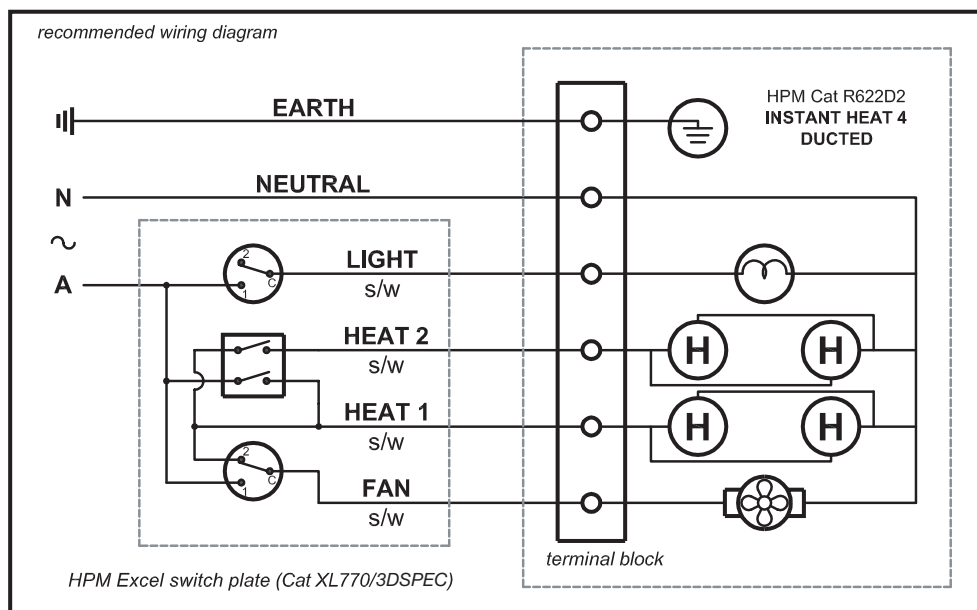 recommended wiring diagram
HPM Cat R622D2
INSTANT HEAT 4
DUCTED
EARTH
N
NEUTRAL
A
2
1
C
LIGHT
s/w
HEAT 2
s/w
H
H
HEAT 1
s/w
H
H
2
1
C
FAN
s/w
terminal block
HPM Excel switch plate (Cat XL770/3DSPEC)